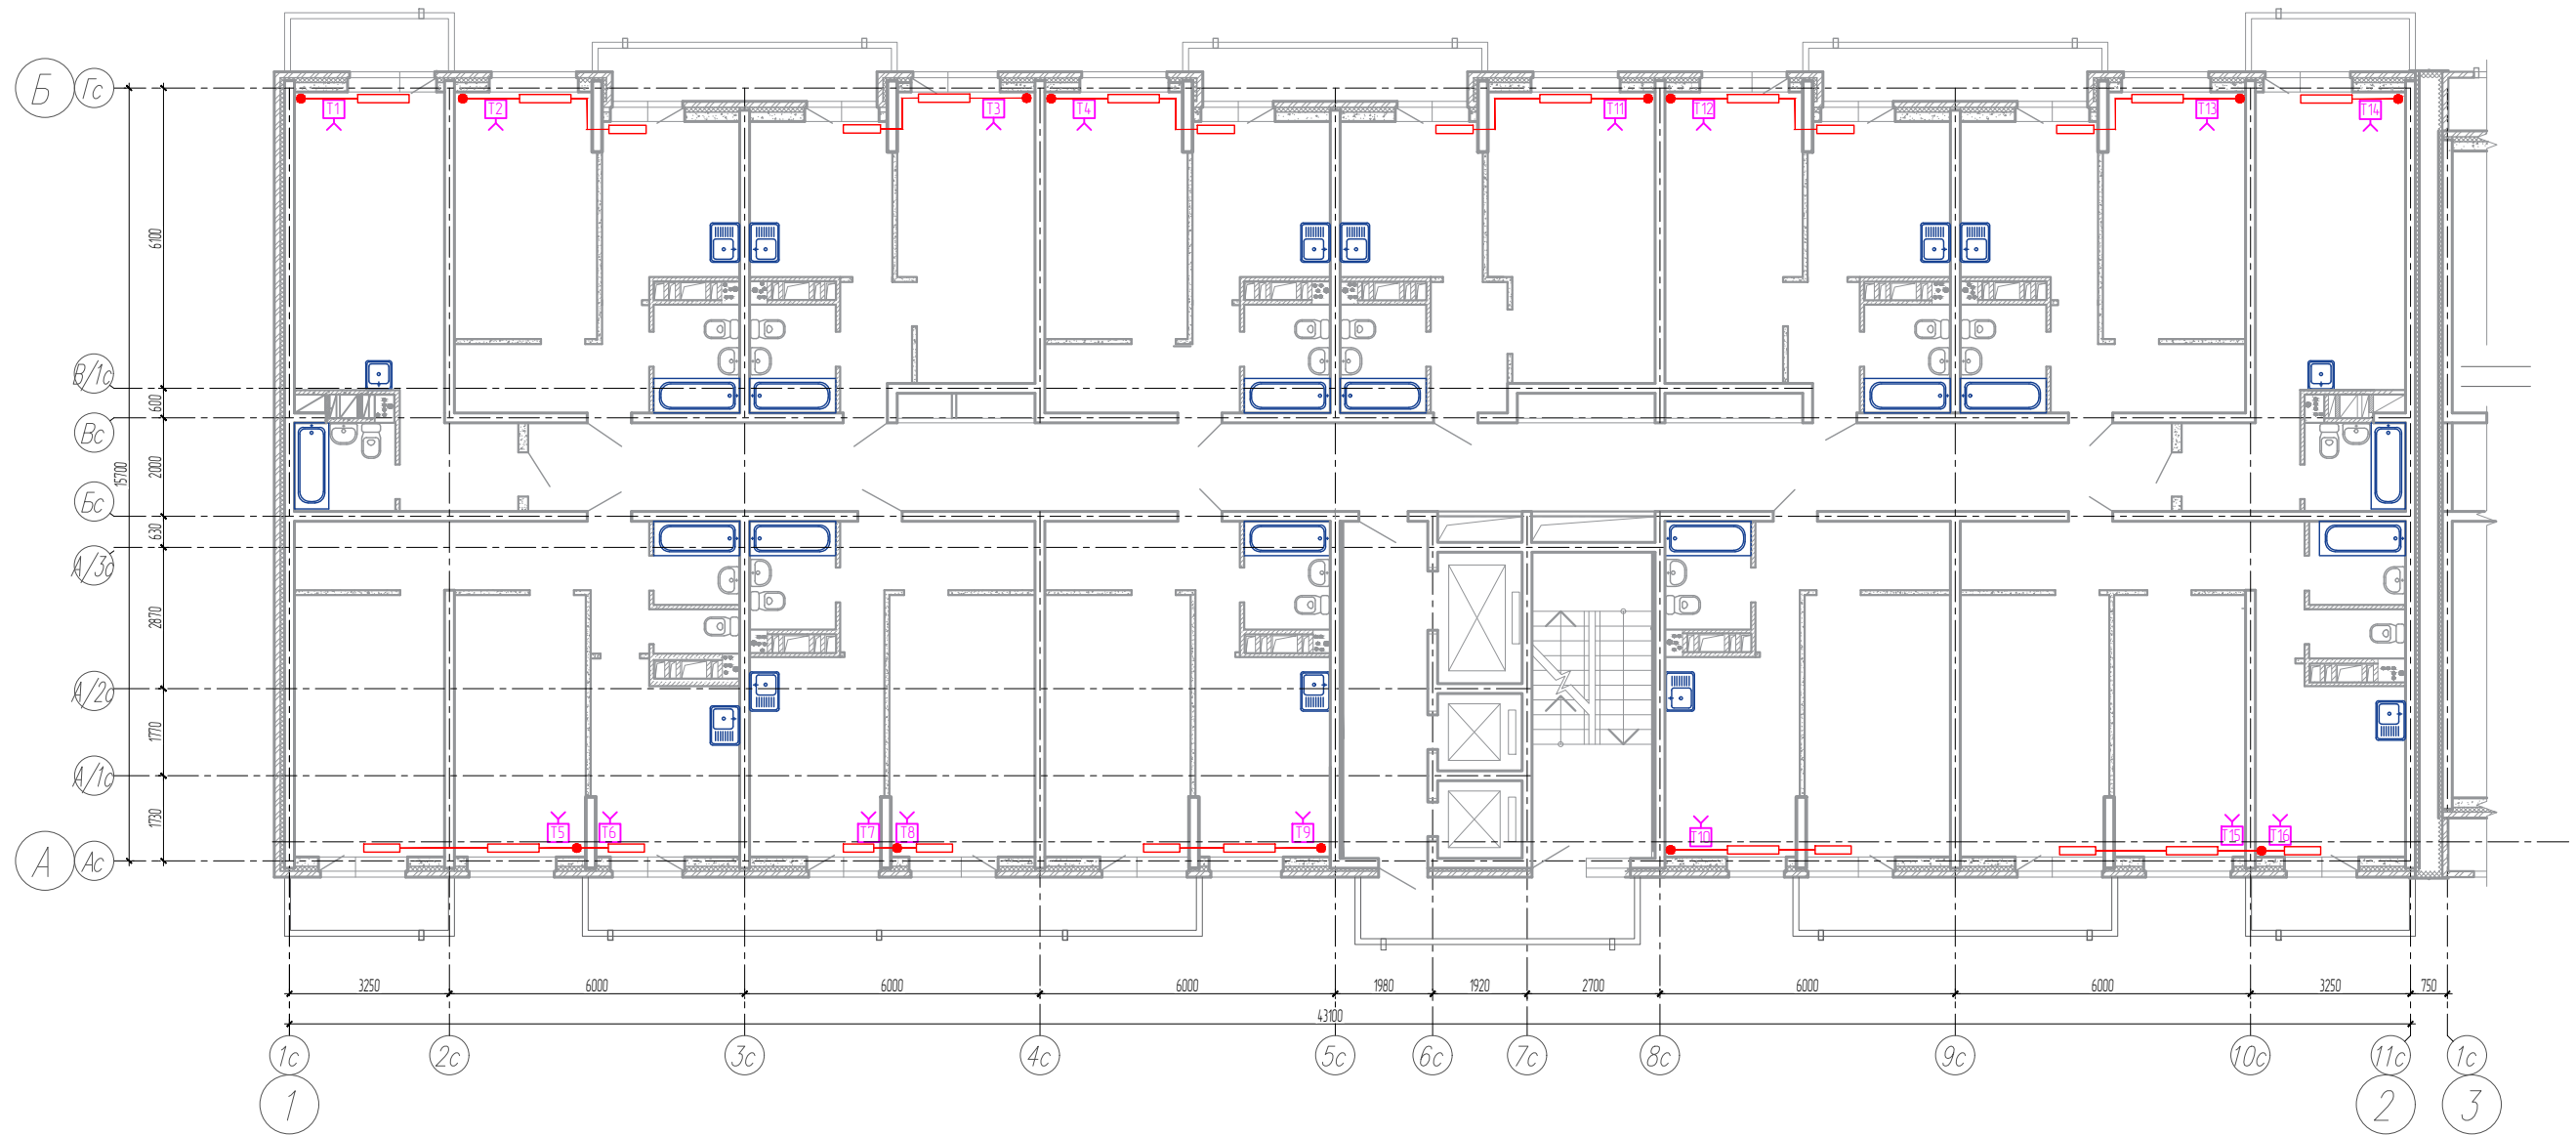 Б Гс
Т1 Т2 Т3 Т4 Т11 Т12 Т13 Т14
6100
В/1с
600
Вс
15700
2000
Бс
630
А/3с
2870
А/2с
1770
А/1с
1730
Т5 Т6 Т7 Т8 Т9 Т10 Т15 Т16
А Ас
3250 6000 6000 6000 1980 1920 2700 6000 6000 3250 750
43100
1с 2с 3с 4с 5с 6с 7с 8с 9с 10с 11с 1с
1 2 3